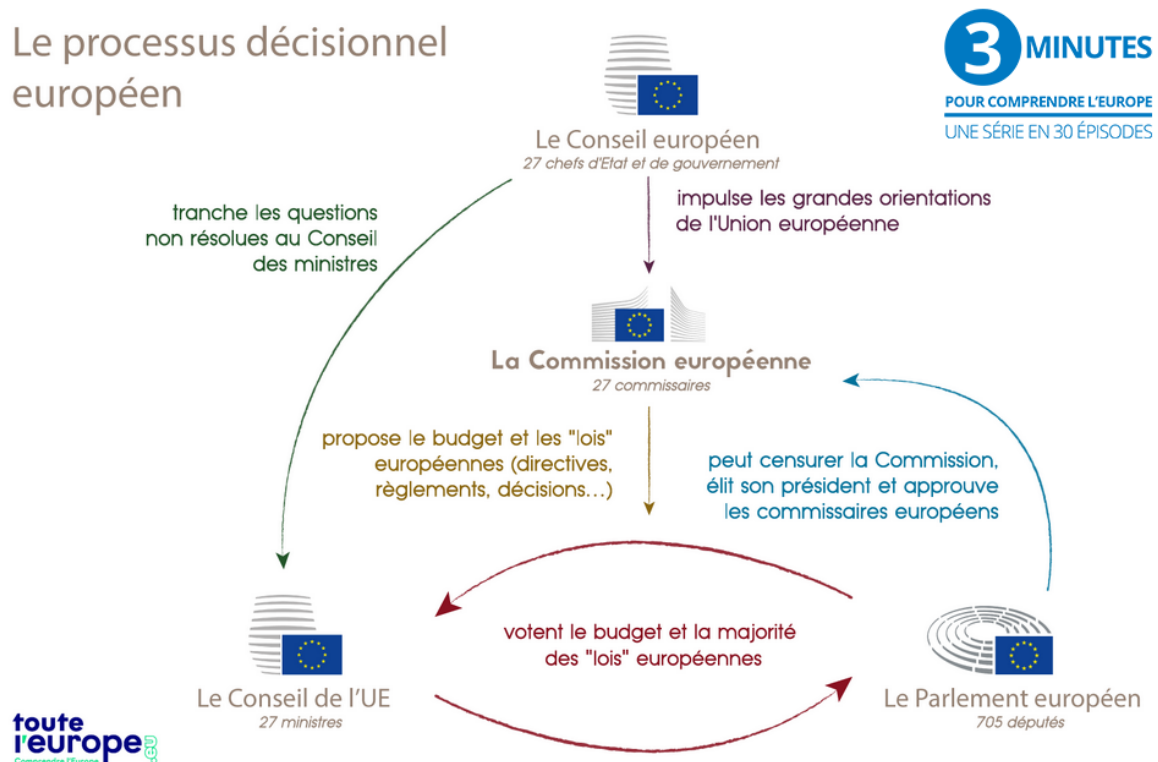 Le processus décisionnel
européen
3 MINUTES
POUR COMPRENDRE L'EUROPE
UNE SÉRIE EN 30 ÉPISODES
Le Conseil européen
27 chefs d'Etat et de gouvernement
tranche les questions
non résolues au Conseil
des ministres
impulse les grandes orientations
de l'Union européenne
La Commission européenne
27 commissaires
propose le budget et les "lois"
européennes (directives,
règlements, décisions...)
peut censurer la Commission,
élit son président et approuve
les commissaires européens
votent le budget et la majorité
des "lois" européennes
Le Conseil de l'UE
27 ministres
Le Parlement européen
705 députés
toute
l'europe
.eu
Comprendre l'Europe